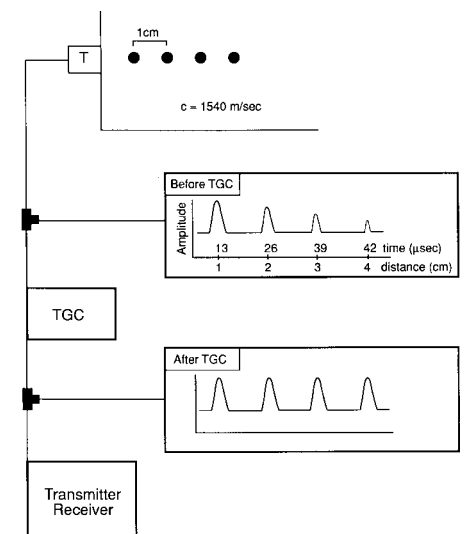 1cm
T
c = 1540 m/sec
Before TGC
Amplitude
13 26 39 42 time (μsec)
1 2 3 4 distance (cm)
TGC
After TGC
Transmitter
Receiver